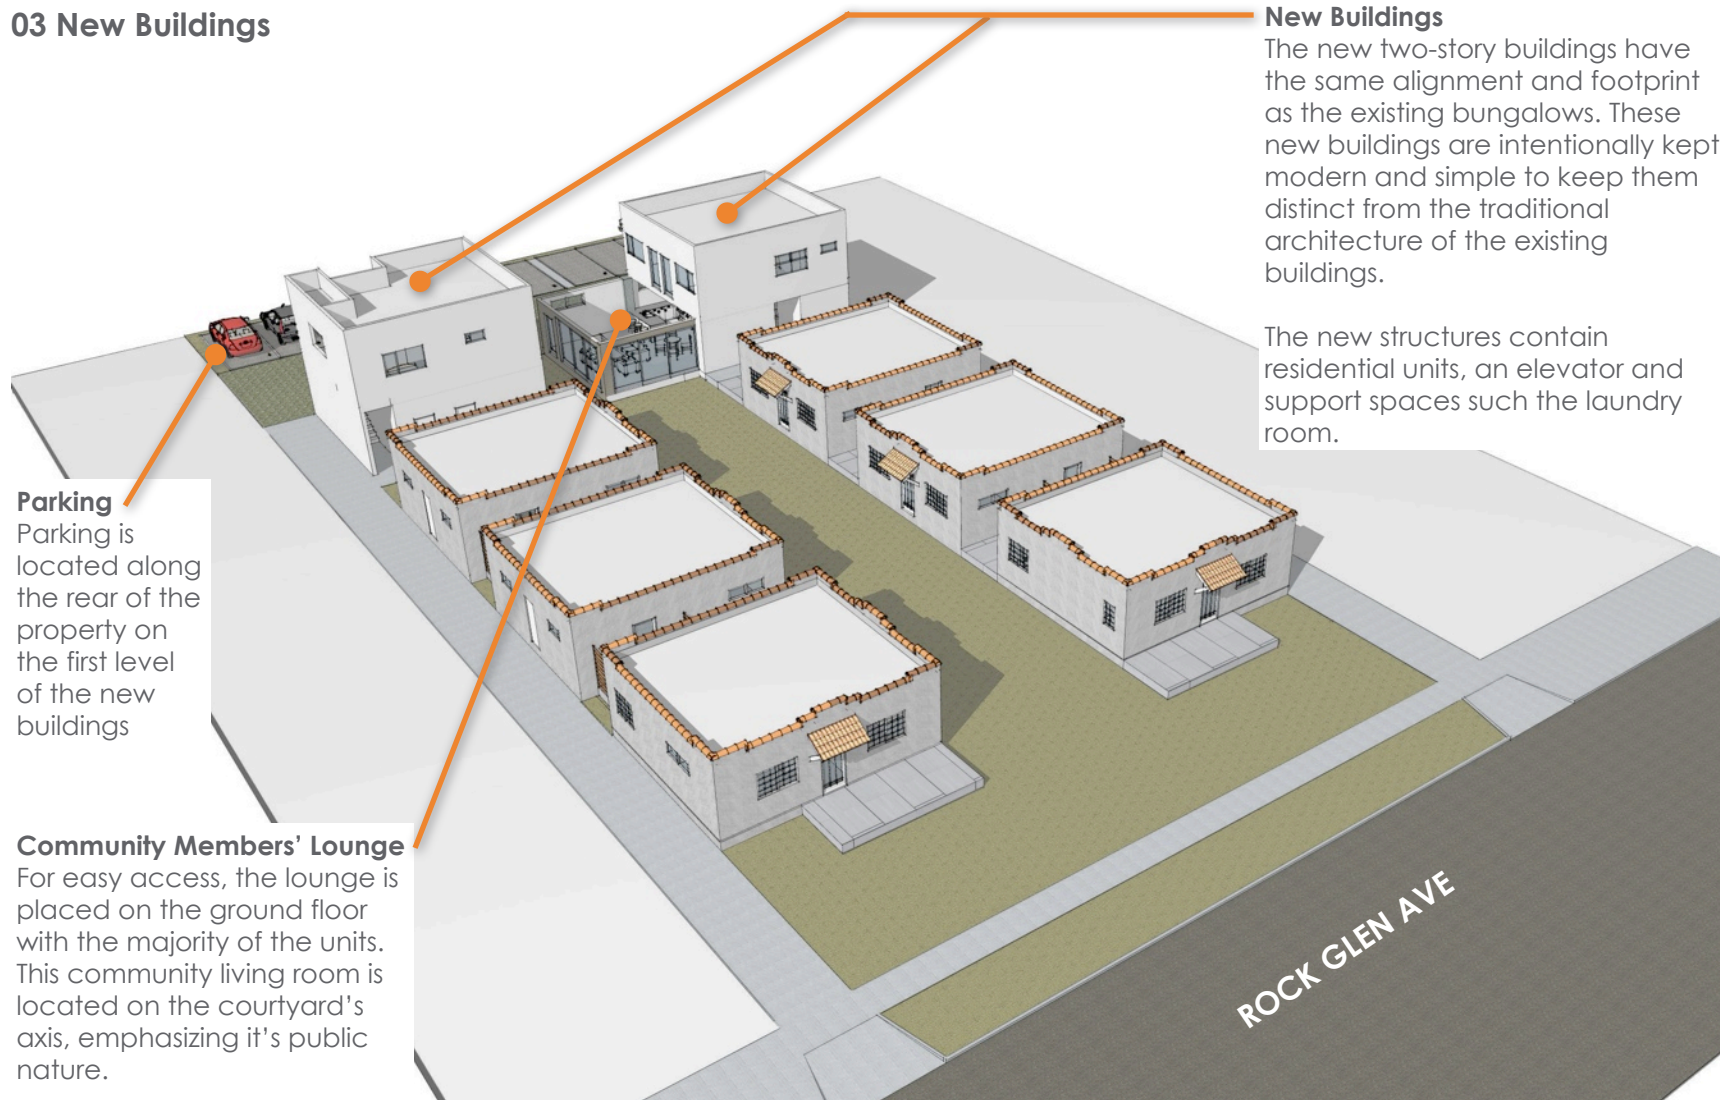 03 New Buildings
New Buildings
The new two-story buildings have
the same alignment and footprint
as the existing bungalows. These
new buildings are intentionally kept
modern and simple to keep them
distinct from the traditional
architecture of the existing
buildings.
The new structures contain
residential units, an elevator and
support spaces such the laundry
room.
Parking
Parking is
located along
the rear of the
property on
the first level
of the new
buildings
Community Members’ Lounge
For easy access, the lounge is
placed on the ground floor
with the majority of the units.
This community living room is
located on the courtyard’s
axis, emphasizing it’s public
nature.
ROCK GLEN AVE